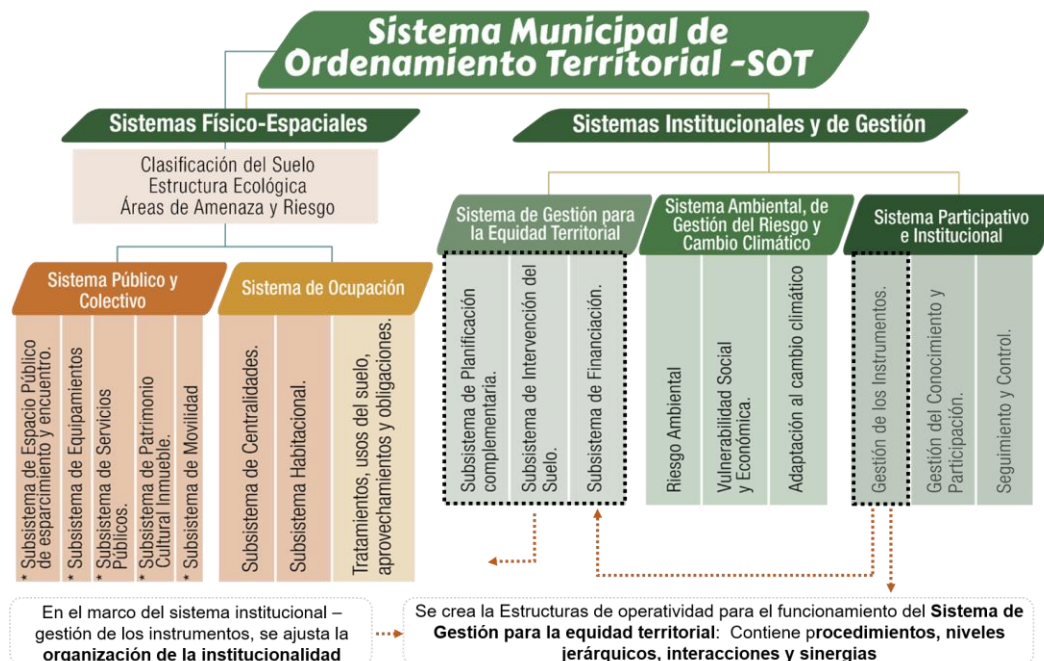 Sistema Municipal de
Ordenamiento Territorial -SOT
Sistemas Físico-Espaciales
Sistemas Institucionales y de Gestión
Clasificación del Suelo
Estructura Ecológica
Áreas de Amenaza y Riesgo
Sistema Público y
Colectivo
Sistema de Ocupación
Sistema de Gestión para
la Equidad Territorial
Sistema Ambiental, de
Gestión del Riesgo y
Cambio Climático
Sistema Participativo
e Institucional
* Subsistema de Espacio Público
de esparcimiento y encuentro.
* Subsistema de Equipamientos
* Subsistema de Servicios
Públicos.
* Subsistema de Patrimonio
Cultural Inmueble.
* Subsistema de Movilidad
Subsistema de Centralidades.
Subsistema Habitacional.
Tratamientos, usos del suelo,
aprovechamientos y obligaciones.
Subsistema de Planificación
complementaria.
Subsistema de Intervención del
Suelo.
Subsistema de Financiación.
Riesgo Ambiental
Vulnerabilidad Social
y Económica.
Adaptación al cambio climático
Gestión de los Instrumentos.
Gestión del Conocimiento y
Participación.
Seguimiento y Control.
En el marco del sistema institucional –
gestión de los instrumentos, se ajusta la
organización de la institucionalidad
Se crea la Estructuras de operatividad para el funcionamiento del Sistema de
Gestión para la equidad territorial: Contiene procedimientos, niveles
jerárquicos, interacciones y sinergias